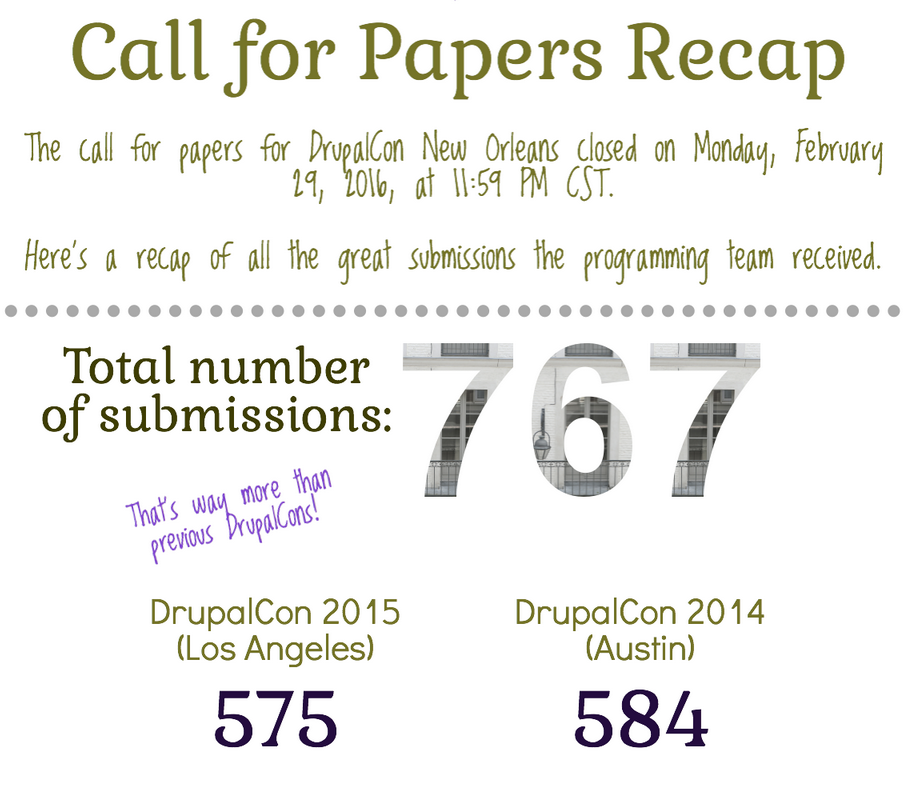 Call for Papers Recap
The call for papers for DrupalCon New Orleans closed on Monday, February
29, 2016, at 11:59 PM CST.
Here's a recap of all the great submissions the programming team received.
Total number
of submissions:
767
That's way more than
previous DrupalCons!
DrupalCon 2015
(Los Angeles)
575
DrupalCon 2014
(Austin)
584